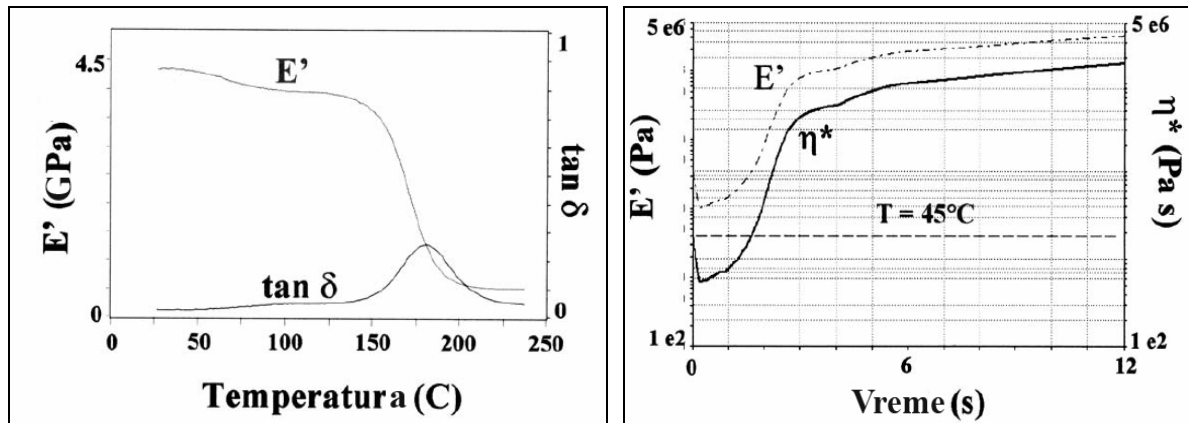 4.5
E' (GPa)
0
E'
tan δ
0
50
100
150
200
250
Temperatura (C)
1
tan δ
0
5 e6
E' (Pa)
1 e2
E'
η*
T = 45°C
0
3
6
12
Vreme (s)
5 e6
η* (Pa s)
1 e2